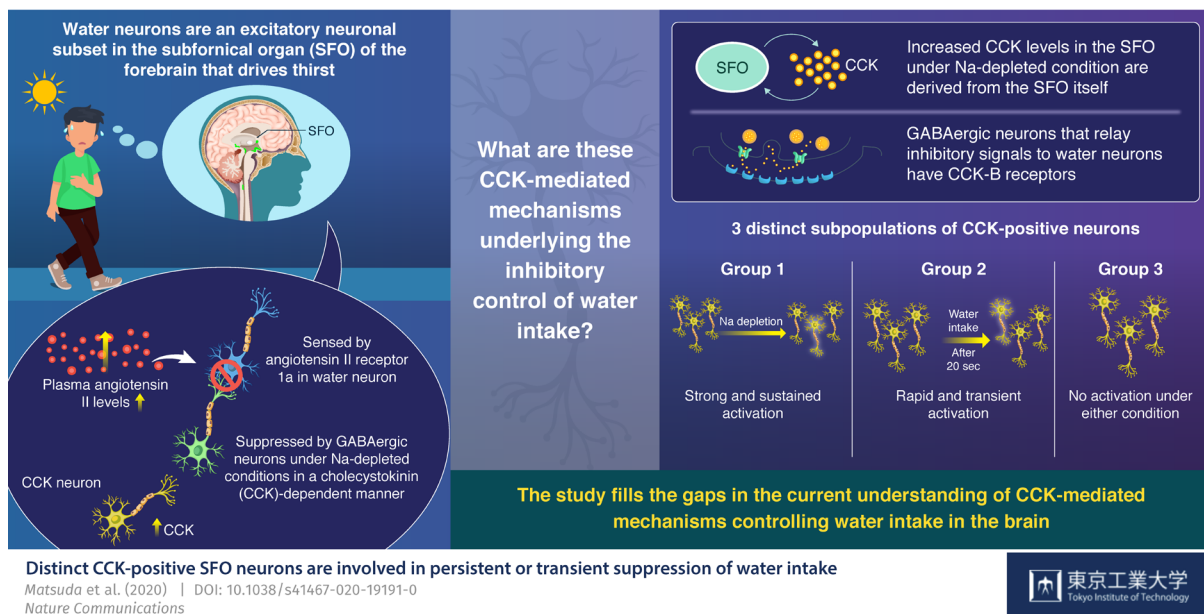 Water neurons are an excitatory neuronal
subset in the subfornical organ (SFO) of the
forebrain that drives thirst
SFO
Plasma angiotensin
II levels
Sensed by
angiotensin II receptor
1a in water neuron
Suppressed by GABAergic
neurons under Na-depleted
conditions in a cholecystokinin
(CCK)-dependent manner
CCK neuron
CCK
What are these
CCK-mediated
mechanisms
underlying the
inhibitory
control of water
intake?
SFO
CCK
Increased CCK levels in the SFO
under Na-depleted condition are
derived from the SFO itself
GABAergic neurons that relay
inhibitory signals to water neurons
have CCK-B receptors
3 distinct subpopulations of CCK-positive neurons
Group 1
Na depletion
Strong and sustained
activation
Group 2
Water
intake
After
20 sec
Rapid and transient
activation
Group 3
No activation under
either condition
The study fills the gaps in the current understanding of CCK-mediated
mechanisms controlling water intake in the brain
Distinct CCK-positive SFO neurons are involved in persistent or transient suppression of water intake
Matsuda et al. (2020) | DOI: 10.1038/s41467-020-19191-0
Nature Communications
東京工業大学
Tokyo Institute of Technology